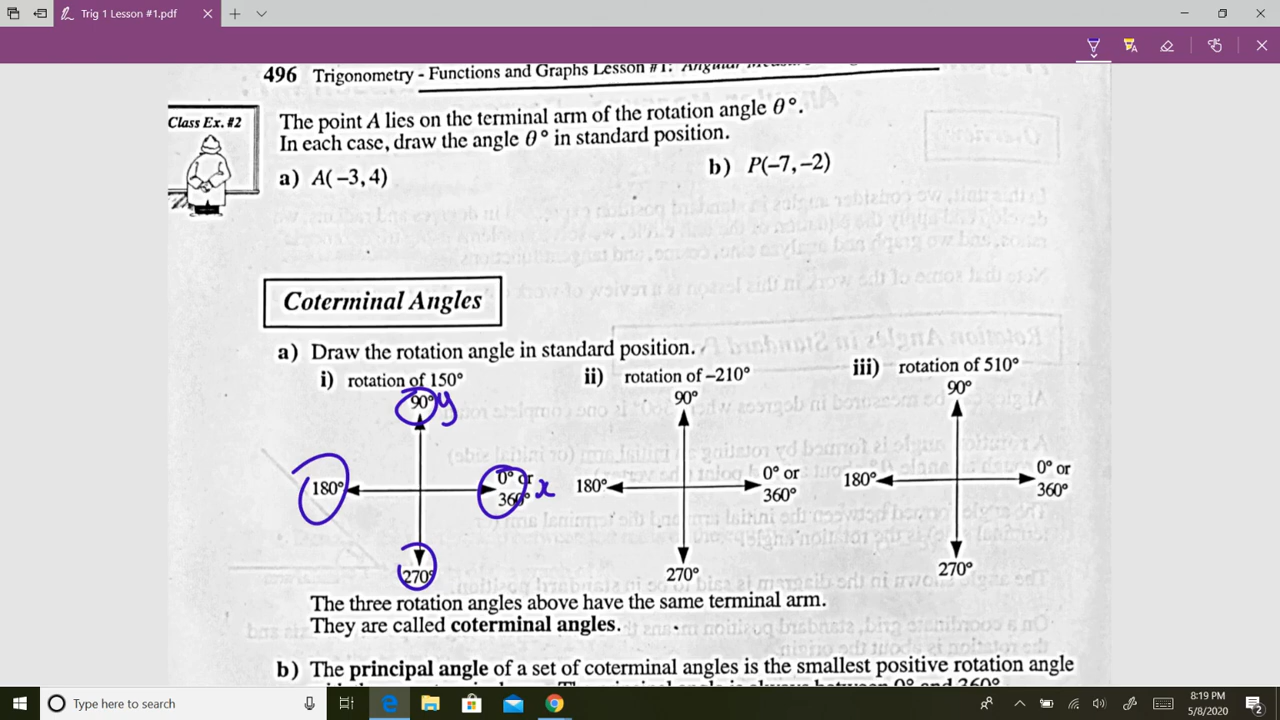 Trig 1 Lesson #1.pdf
496 Trigonometry - Functions and Graphs Lesson #1:
Class Ex. #2
The point A lies on the terminal arm of the rotation angle θ°.
In each case, draw the angle θ° in standard position.
a) A(-3,4)
b) P(-7,-2)
Coterminal Angles
a) Draw the rotation angle in standard position.
i) rotation of 150°
ii) rotation of -210°
iii) rotation of 510°
90° y
180°
0° or
360° x
270°
90°
180°
0° or
360°
270°
90°
180°
0° or
360°
270°
The three rotation angles above have the same terminal arm.
They are called coterminal angles.
b) The principal angle of a set of coterminal angles is the smallest positive rotation angle
Type here to search
8:19 PM
5/8/2020
2